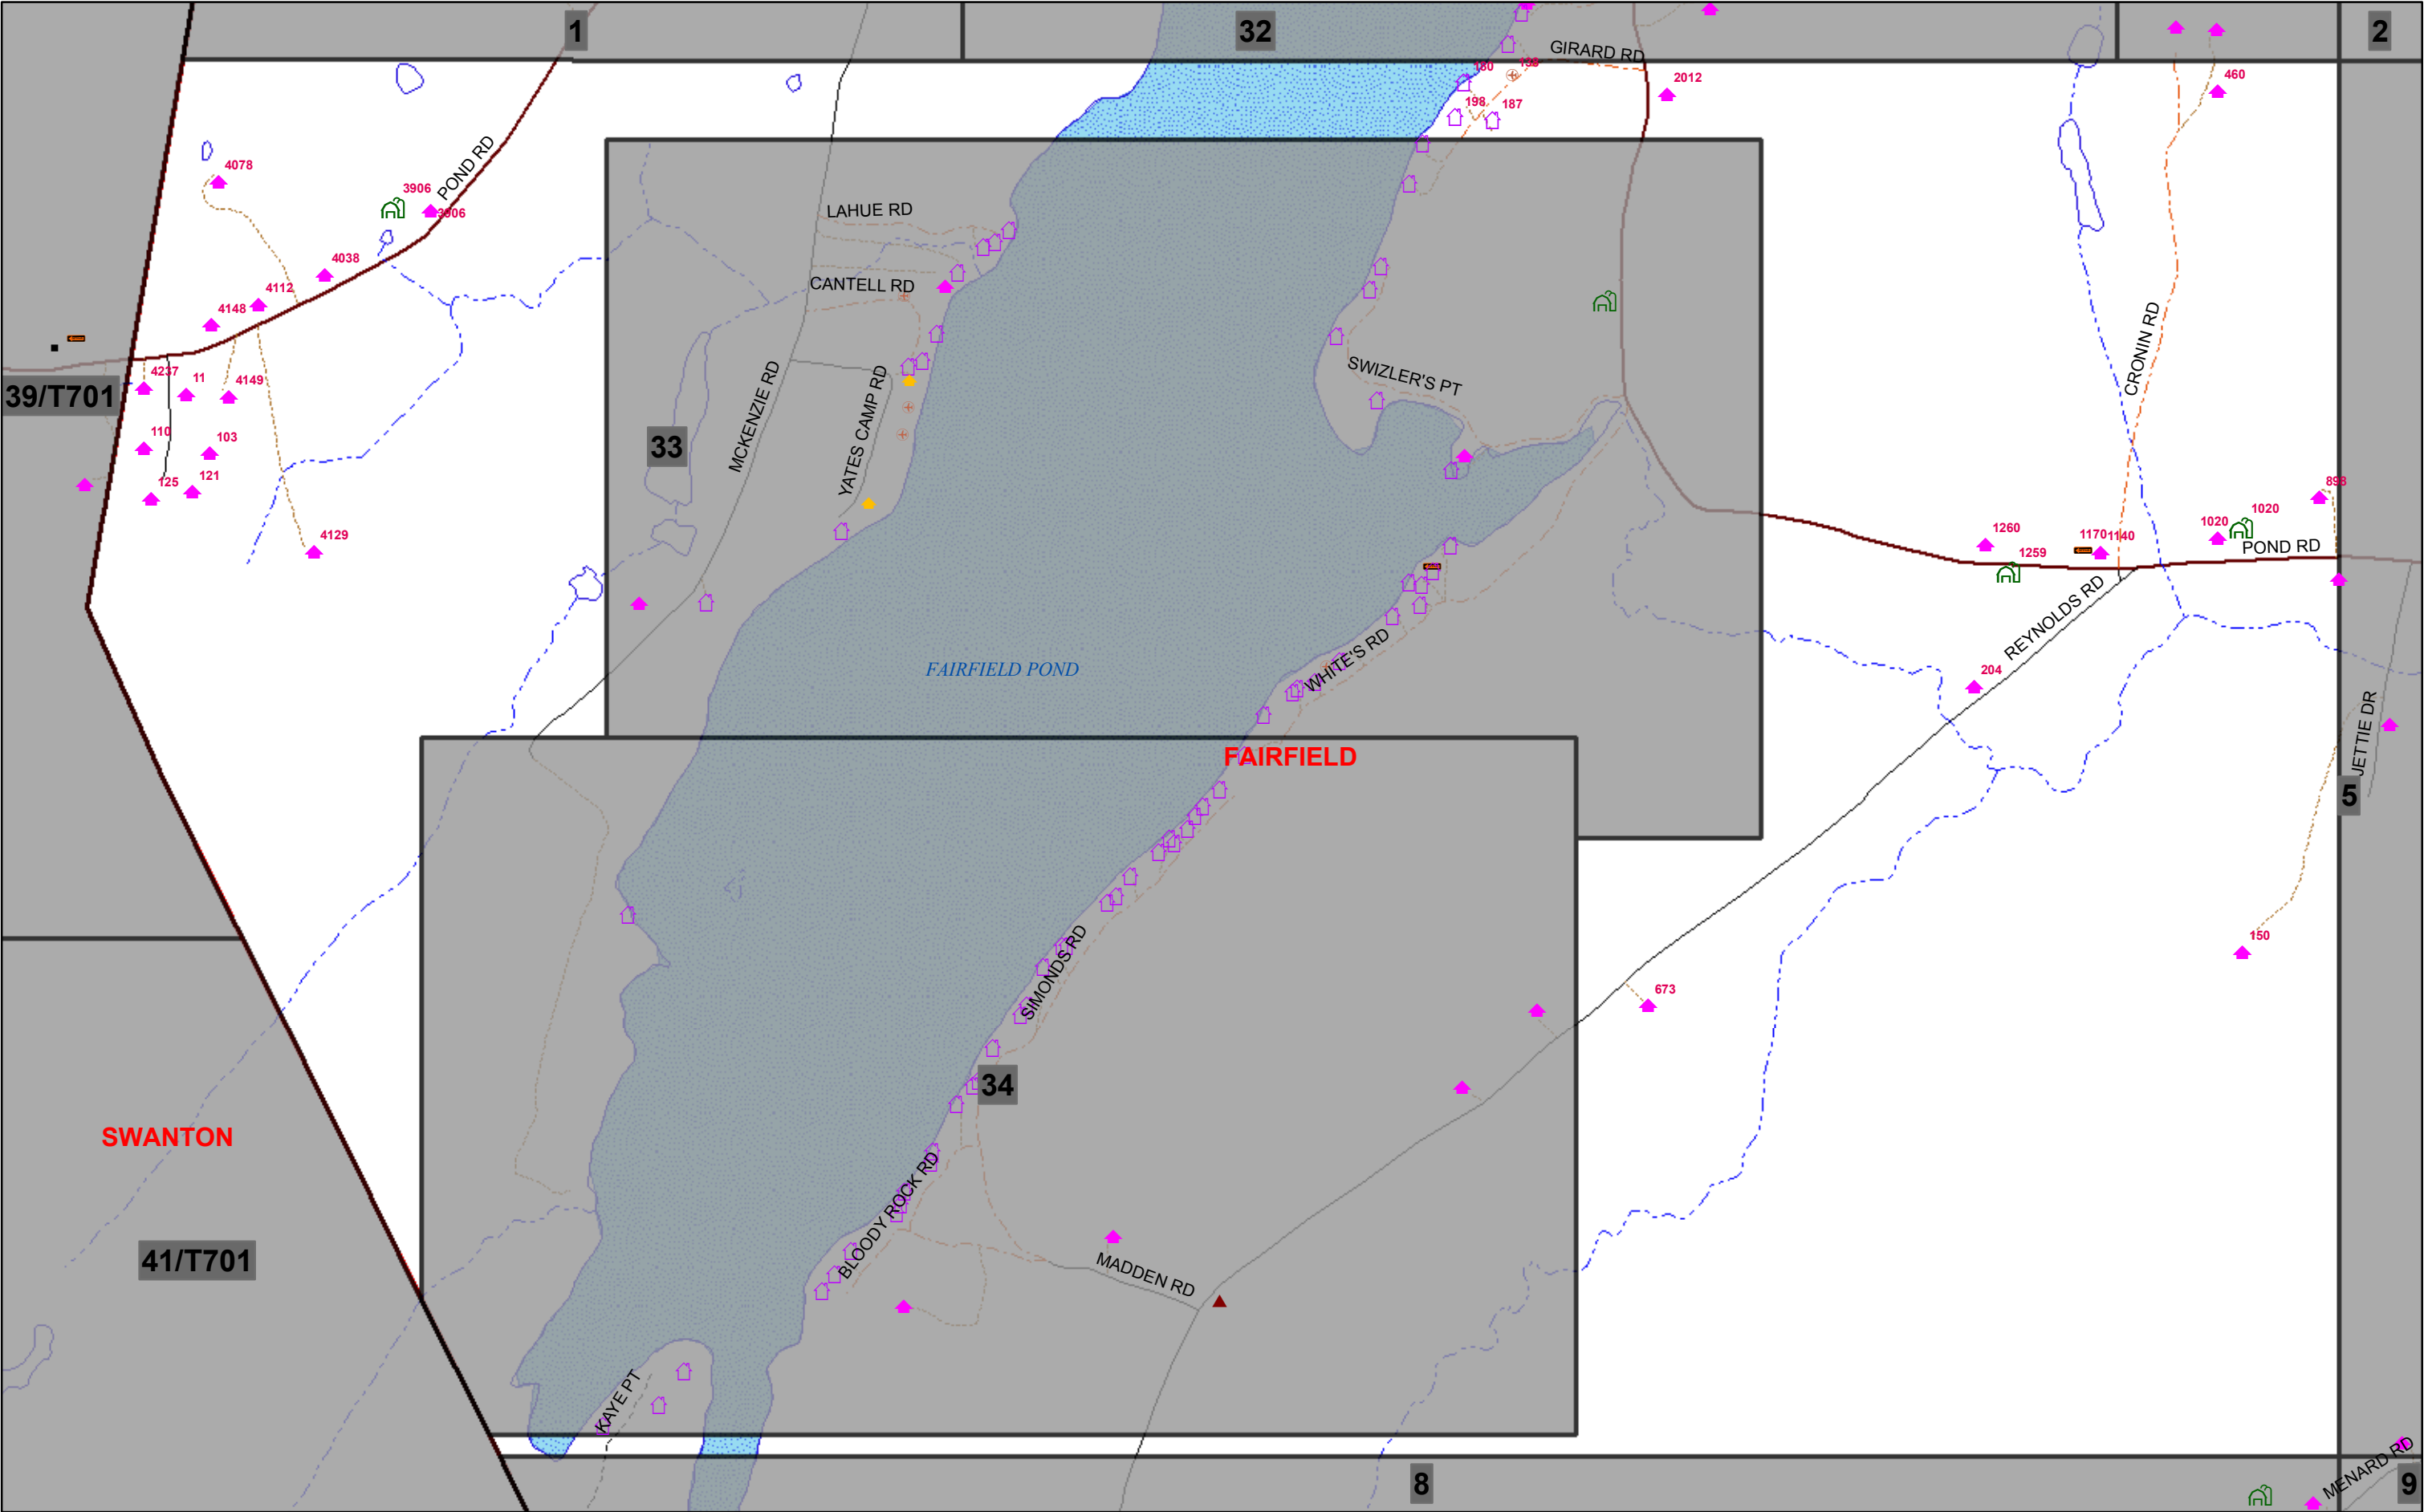 1
32
2
GIRARD RD
180
198
187
2012
460
4078
3906
POND RD
3906
4038
4112
4148
LAHUE RD
CANTELL RD
MCKENZIE RD
YATES CAMP RD
SWIZLER'S PT
CRONIN RD
39/T701
4237
11
4149
110
103
125
121
4129
33
898
1260
1259
1170
1140
1020
1020
POND RD
REYNOLDS RD
204
WHITE'S RD
FAIRFIELD POND
FAIRFIELD
JETTIE DR
5
150
673
SIMONDS RD
34
SWANTON
41/T701
BLOODY ROCK RD
MADDEN RD
KAYE PT
8
MENARD RD
9